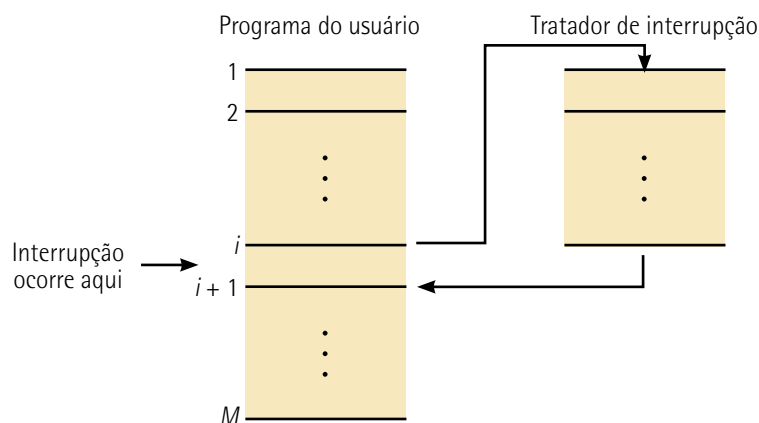 Programa do usuário
Tratador de interrupção
1
2
i
Interrupção
ocorre aqui
i + 1
M